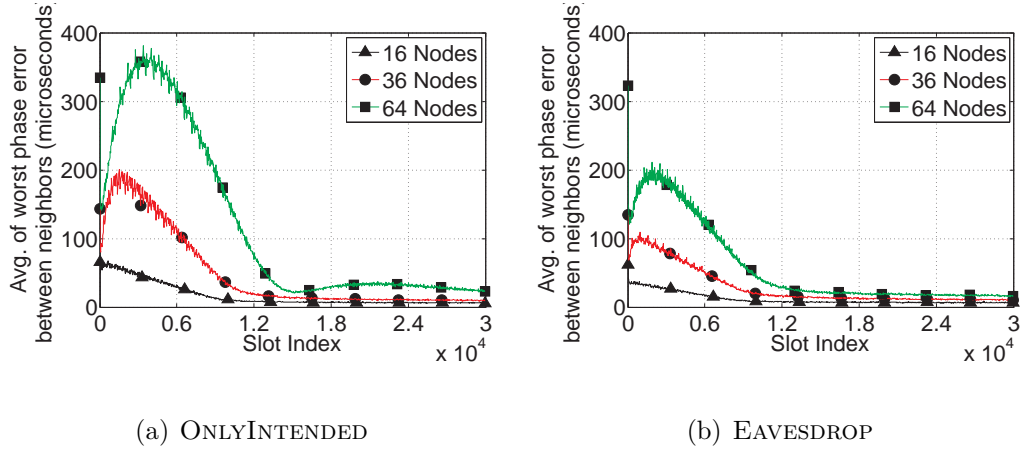 Avg. of worst phase error
between neighbors (microseconds)
400
300
200
100
0
0
0.6
1.2
1.8
2.4
3
x 10^4
Slot Index
16 Nodes
36 Nodes
64 Nodes
(a) ONLYINTENDED
Avg. of worst phase error
between neighbors (microseconds)
400
300
200
100
0
0
0.6
1.2
1.8
2.4
3
x 10^4
Slot Index
16 Nodes
36 Nodes
64 Nodes
(b) EAVESDROP